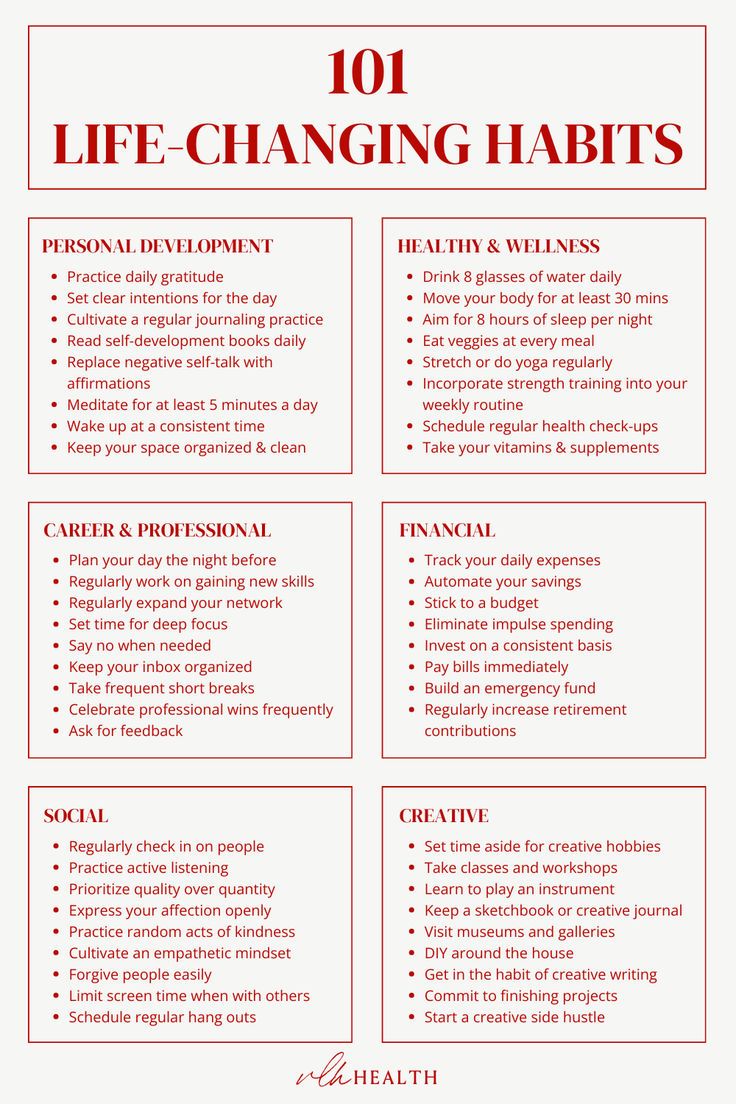 101
LIFE-CHANGING HABITS
PERSONAL DEVELOPMENT
• Practice daily gratitude
• Set clear intentions for the day
• Cultivate a regular journaling practice
• Read self-development books daily
• Replace negative self-talk with
affirmations
• Meditate for at least 5 minutes a day
• Wake up at a consistent time
• Keep your space organized & clean
HEALTHY & WELLNESS
• Drink 8 glasses of water daily
• Move your body for at least 30 mins
• Aim for 8 hours of sleep per night
• Eat veggies at every meal
• Stretch or do yoga regularly
• Incorporate strength training into your
weekly routine
• Schedule regular health check-ups
• Take your vitamins & supplements
CAREER & PROFESSIONAL
• Plan your day the night before
• Regularly work on gaining new skills
• Regularly expand your network
• Set time for deep focus
• Say no when needed
• Keep your inbox organized
• Take frequent short breaks
• Celebrate professional wins frequently
• Ask for feedback
FINANCIAL
• Track your daily expenses
• Automate your savings
• Stick to a budget
• Eliminate impulse spending
• Invest on a consistent basis
• Pay bills immediately
• Build an emergency fund
• Regularly increase retirement
contributions
SOCIAL
• Regularly check in on people
• Practice active listening
• Prioritize quality over quantity
• Express your affection openly
• Practice random acts of kindness
• Cultivate an empathetic mindset
• Forgive people easily
• Limit screen time when with others
• Schedule regular hang outs
CREATIVE
• Set time aside for creative hobbies
• Take classes and workshops
• Learn to play an instrument
• Keep a sketchbook or creative journal
• Visit museums and galleries
• DIY around the house
• Get in the habit of creative writing
• Commit to finishing projects
• Start a creative side hustle
vlh HEALTH